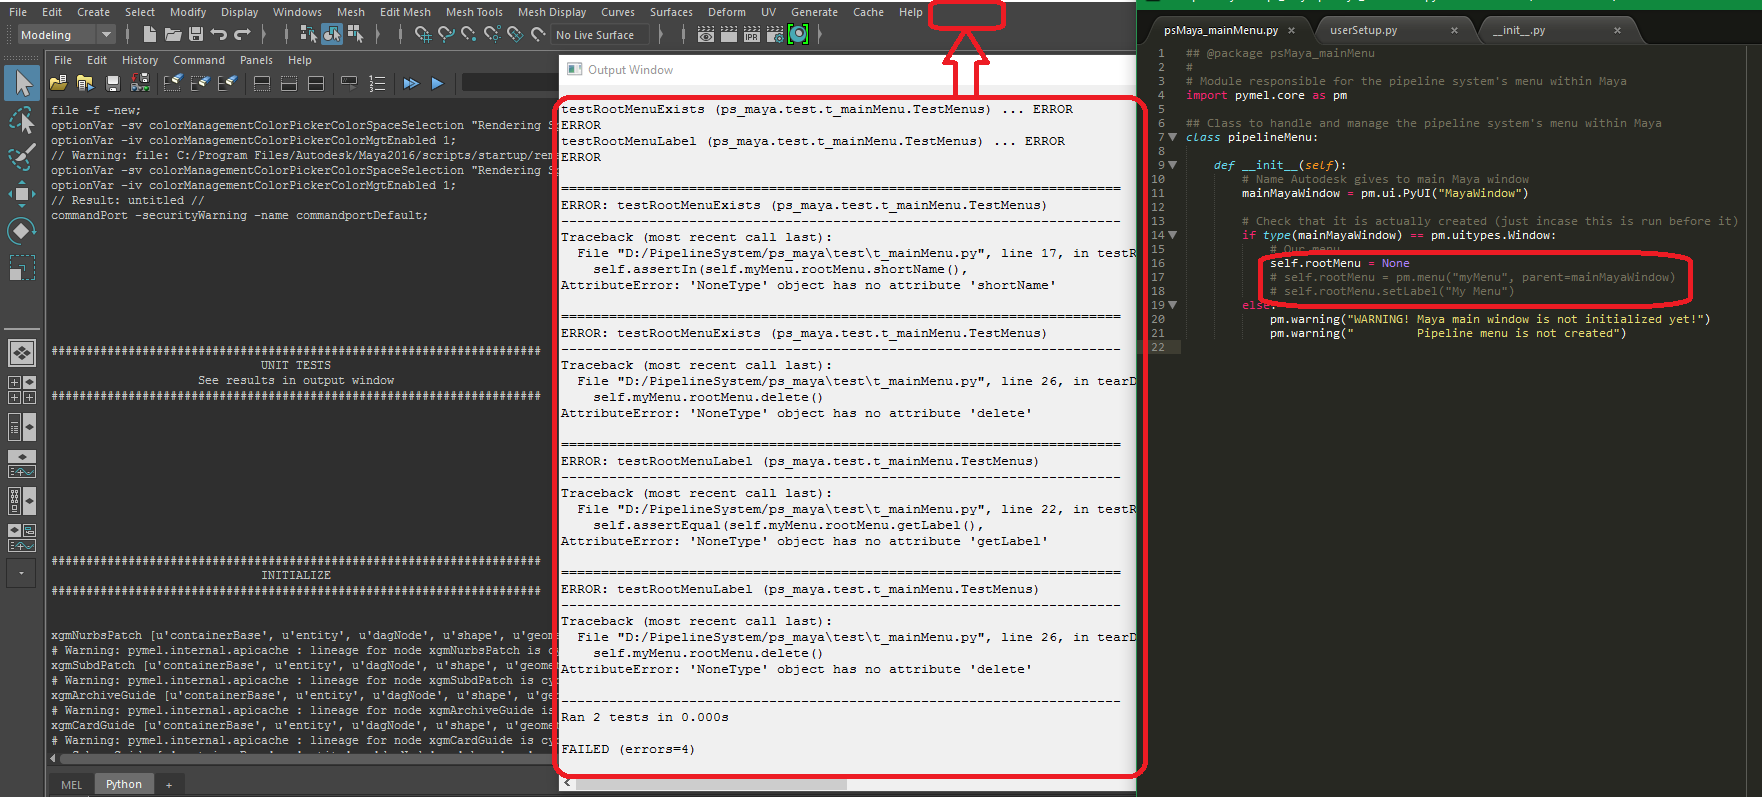 File Edit Create Select Modify Display Windows Mesh Edit Mesh Mesh Tools Mesh Display Curves Surfaces Deform UV Generate Cache Help
Modeling
No Live Surface
IPR
File Edit History Command Panels Help
file -f -new;
optionVar -sv colorManagementColorPickerColorSpaceSelection "Rendering
optionVar -iv colorManagementColorPickerColorMgtEnabled 1;
// Warning: file: C:/Program Files/Autodesk/Maya2016/scripts/startup/
optionVar -sv colorManagementColorPickerColorSpaceSelection "Rendering
optionVar -iv colorManagementColorPickerColorMgtEnabled 1;
// Result: untitled //
commandPort -securityWarning -name commandportDefault;
######################################################################
UNIT TESTS
See results in output window
######################################################################
######################################################################
INITIALIZE
######################################################################
xgmNurbsPatch [u'containerBase', u'entity', u'dagNode', u'shape', u'geome
# Warning: pymel.internal.apicache : lineage for node xgmNurbsPatch is
xgmSubdPatch [u'containerBase', u'entity', u'dagNode', u'shape', u'geomet
# Warning: pymel.internal.apicache : lineage for node xgmSubdPatch is
xgmArchiveGuide [u'containerBase', u'entity', u'dagNode', u'shape', u'ge
# Warning: pymel.internal.apicache : lineage for node xgmArchiveGuide is
xgmCardGuide [u'containerBase', u'entity', u'dagNode', u'shape', u'geomet
# Warning: pymel.internal.apicache : lineage for node xgmCardGuide is
MEL Python +
Output Window
testRootMenuExists (ps_maya.test.t_mainMenu.TestMenus) ... ERROR
ERROR
testRootMenuLabel (ps_maya.test.t_mainMenu.TestMenus) ... ERROR
ERROR
======================================================================
ERROR: testRootMenuExists (ps_maya.test.t_mainMenu.TestMenus)
----------------------------------------------------------------------
Traceback (most recent call last):
File "D:/PipelineSystem/ps_maya\test\t_mainMenu.py", line 17, in testR
self.assertIn(self.myMenu.rootMenu.shortName(),
AttributeError: 'NoneType' object has no attribute 'shortName'
======================================================================
ERROR: testRootMenuExists (ps_maya.test.t_mainMenu.TestMenus)
----------------------------------------------------------------------
Traceback (most recent call last):
File "D:/PipelineSystem/ps_maya\test\t_mainMenu.py", line 26, in tearD
self.myMenu.rootMenu.delete()
AttributeError: 'NoneType' object has no attribute 'delete'
======================================================================
ERROR: testRootMenuLabel (ps_maya.test.t_mainMenu.TestMenus)
----------------------------------------------------------------------
Traceback (most recent call last):
File "D:/PipelineSystem/ps_maya\test\t_mainMenu.py", line 22, in testR
self.assertEqual(self.myMenu.rootMenu.getLabel(),
AttributeError: 'NoneType' object has no attribute 'getLabel'
======================================================================
ERROR: testRootMenuLabel (ps_maya.test.t_mainMenu.TestMenus)
----------------------------------------------------------------------
Traceback (most recent call last):
File "D:/PipelineSystem/ps_maya\test\t_mainMenu.py", line 26, in tearD
self.myMenu.rootMenu.delete()
AttributeError: 'NoneType' object has no attribute 'delete'
----------------------------------------------------------------------
Ran 2 tests in 0.000s
FAILED (errors=4)
psMaya_mainMenu.py × userSetup.py × __init__.py ×
1 ## @package psMaya_mainMenu
2 #
3 # Module responsible for the pipeline system's menu within Maya
4 import pymel.core as pm
5
6 ## Class to handle and manage the pipeline system's menu within Maya
7 class pipelineMenu:
8
9 def __init__(self):
10 # Name Autodesk gives to main Maya window
11 mainMayaWindow = pm.ui.PyUI("MayaWindow")
12
13 # Check that it is actually created (just incase this is run before it)
14 if type(mainMayaWindow) == pm.uitypes.Window:
15 # Our menu
16 self.rootMenu = None
17 # self.rootMenu = pm.menu("myMenu", parent=mainMayaWindow)
18 # self.rootMenu.setLabel("My Menu")
19 else:
20 pm.warning("WARNING! Maya main window is not initialized yet!")
21 pm.warning(" Pipeline menu is not created")
22